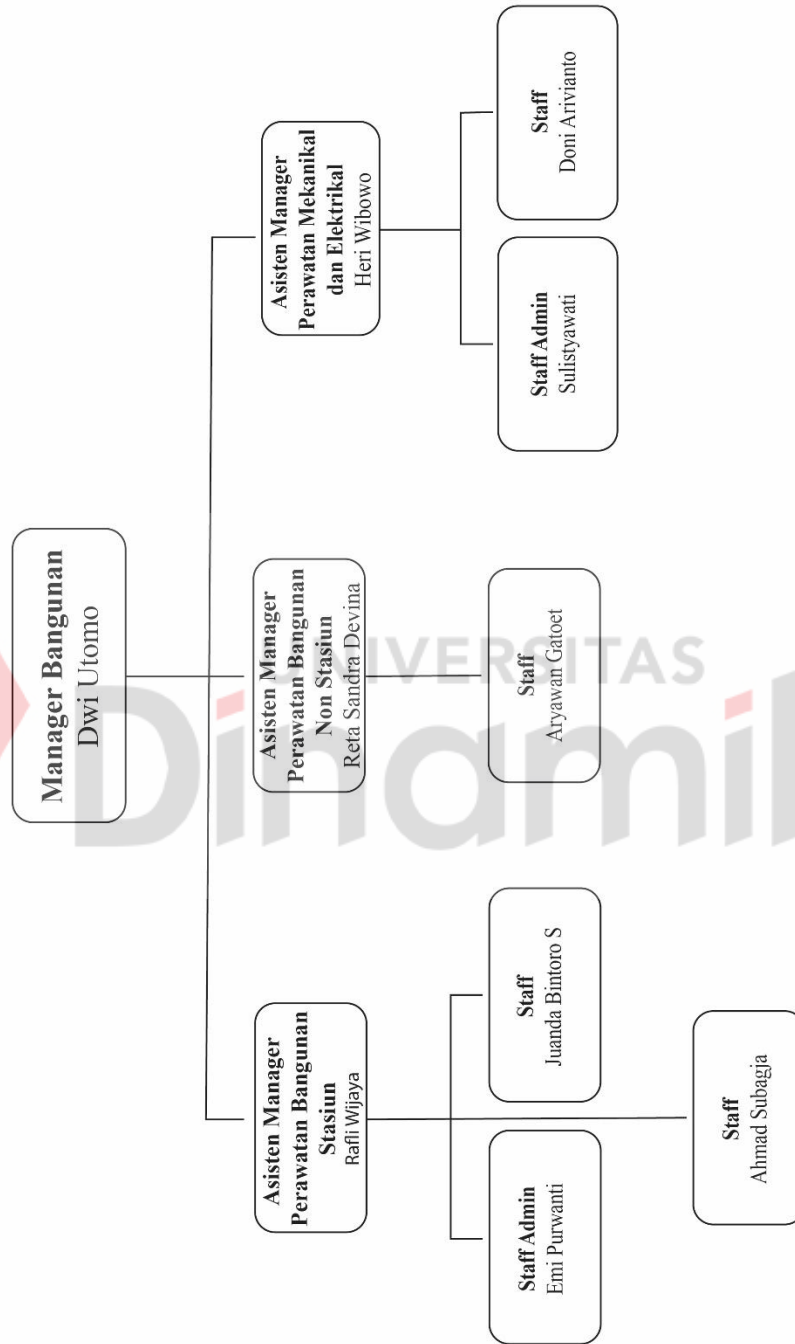 Manager Bangunan
Dwi Utomo
Asisten Manager
Perawatan Bangunan
Stasiun
Rafli Wijaya
Asisten Manager
Perawatan Bangunan
Non Stasiun
Reta Sandra Devina
Asisten Manager
Perawatan Mekanikal
dan Elektrikal
Heri Wibowo
Staff Admin
Emi Purwanti
Staff
Juanda Bintoro S
Staff
Aryawan Gatoet
Staff Admin
Sulistyawati
Staff
Doni Arivianto
Staff
Ahmad Subagja
UNIVERSITAS
Dinami